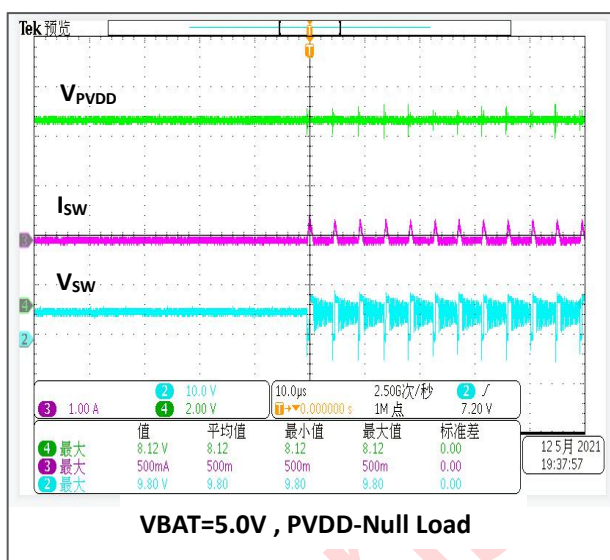 Tek 预览
T
T
VPVDD
ISW
3
VSW
4
2
2 10.0 V
3 1.00 A 4 2.00 V
10.0µs 2.50G次/秒 2 ∫
T→▼0.000000 s 1M 点 7.20 V
值 平均值 最小值 最大值 标准差
4 最大 8.12 V 8.12 8.12 8.12 0.00
3 最大 500mA 500m 500m 500m 0.00
2 最大 9.80 V 9.80 9.80 9.80 0.00
12 5月 2021
19:37:57
VBAT=5.0V , PVDD-Null Load